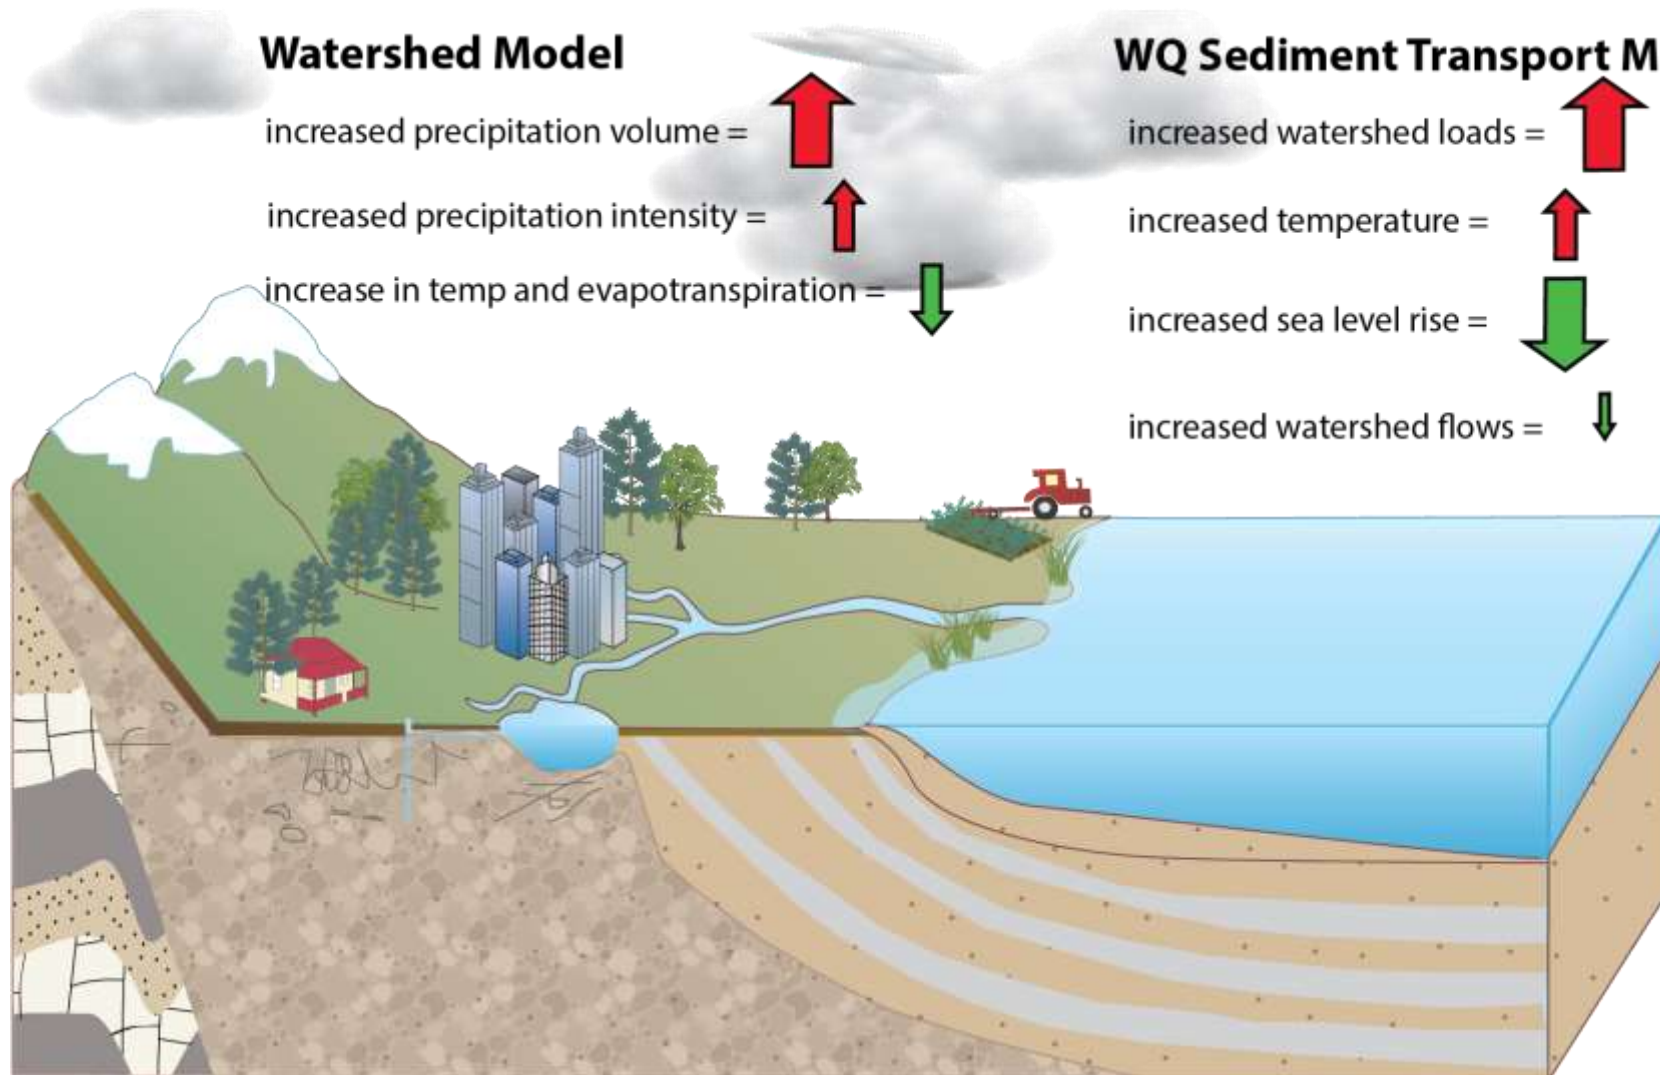 Watershed Model
increased precipitation volume =
increased precipitation intensity =
increase in temp and evapotranspiration =
WQ Sediment Transport M
increased watershed loads =
increased temperature =
increased sea level rise =
increased watershed flows =